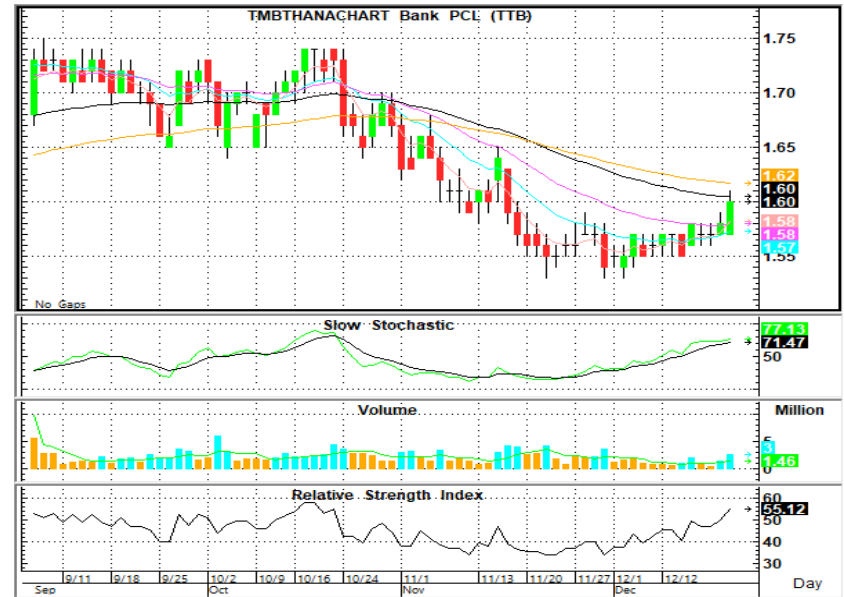 TMBTHANACHART Bank PCL (TTB)
1.75
1.70
1.65
1.62
1.60
1.60
1.58
1.58
1.57
1.55
No Gaps
Slow Stochastic
77.13
71.47
50
Volume
Million
5
3
1.46
0
Relative Strength Index
60
55.12
50
40
30
9/11 9/18 9/25 10/2 10/9 10/16 10/24 11/1 11/13 11/20 11/27 12/1 12/12
Day
Sep Oct Nov Dec